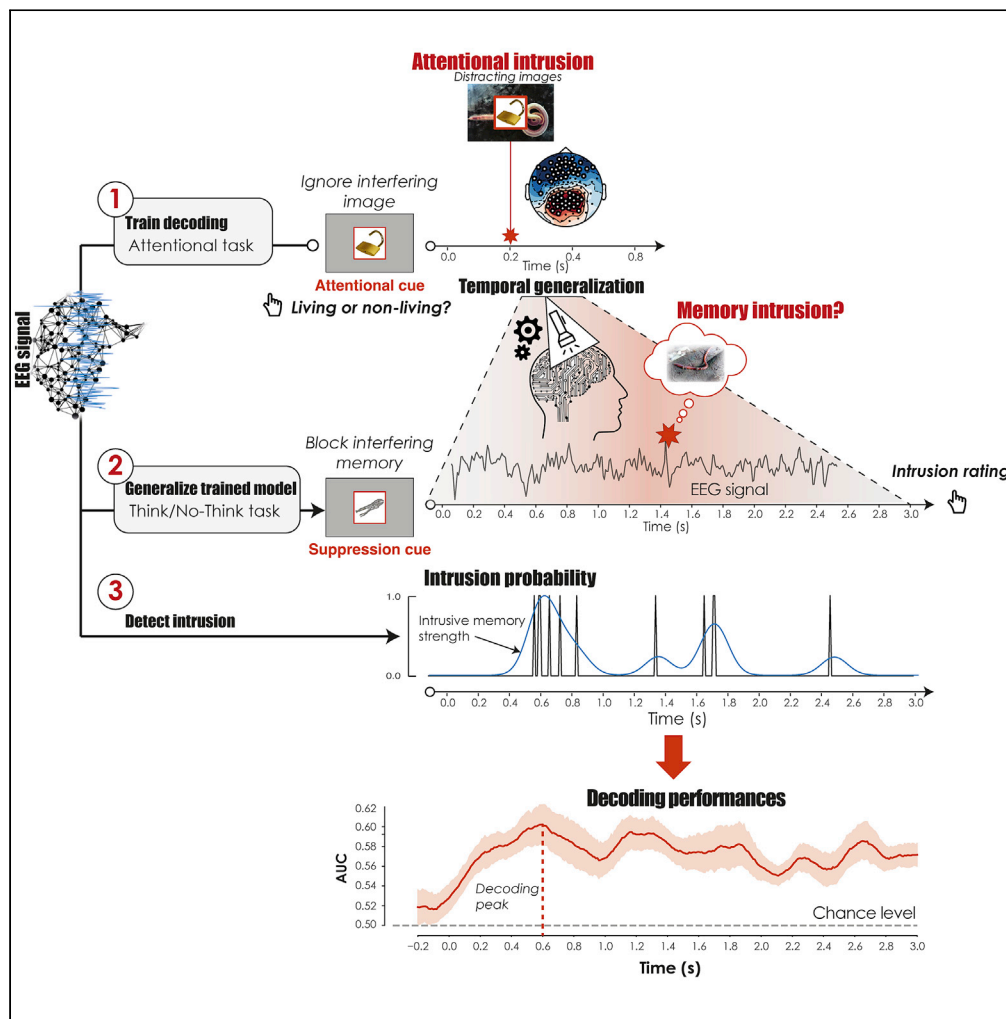 Attentional intrusion
Distracting images
1
Train decoding
Attentional task
Ignore interfering
image
Attentional cue
Living or non-living?
0.2
0.4
0.8
Time (s)
EEG signal
Temporal generalization
Memory intrusion?
2
Generalize trained model
Think/No-Think task
Block interfering
memory
Suppression cue
EEG signal
Intrusion rating
0.0 0.2 0.4 0.6 0.8 1.0 1.2 1.4 1.6 1.8 2.0 2.2 2.4 2.6 2.8 3.0
Time (s)
3
Detect intrusion
Intrusion probability
1.0
Intrusive memory
strength
0.0
0.0 0.2 0.4 0.6 0.8 1.0 1.2 1.4 1.6 1.8 2.0 2.2 2.4 2.6 2.8 3.0
Time (s)
Decoding performances
AUC
0.62
0.60
0.58
0.56
0.54
0.52
0.50
Decoding
peak
Chance level
−0.2 0.0 0.2 0.4 0.6 0.8 1.0 1.2 1.4 1.6 1.8 2.0 2.2 2.4 2.6 2.8 3.0
Time (s)